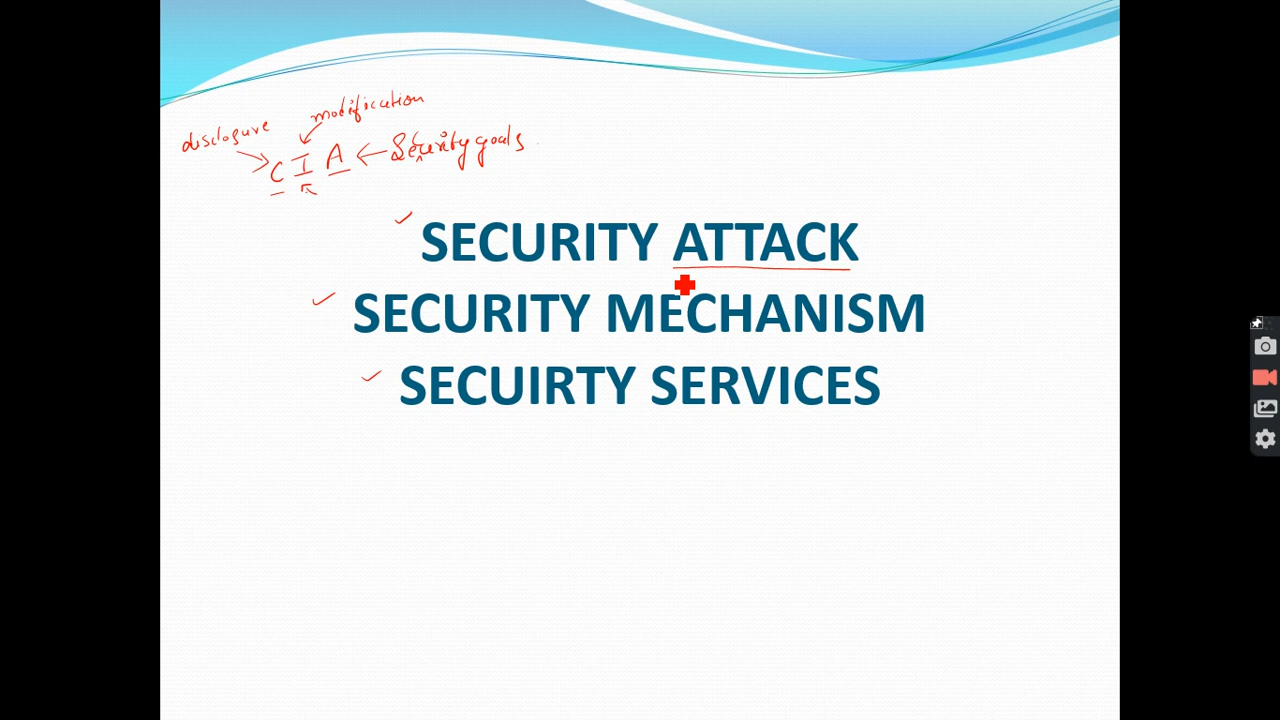 modification
disclosure
C I A Security goals
SECURITY ATTACK
SECURITY MECHANISM
SECUIRTY SERVICES